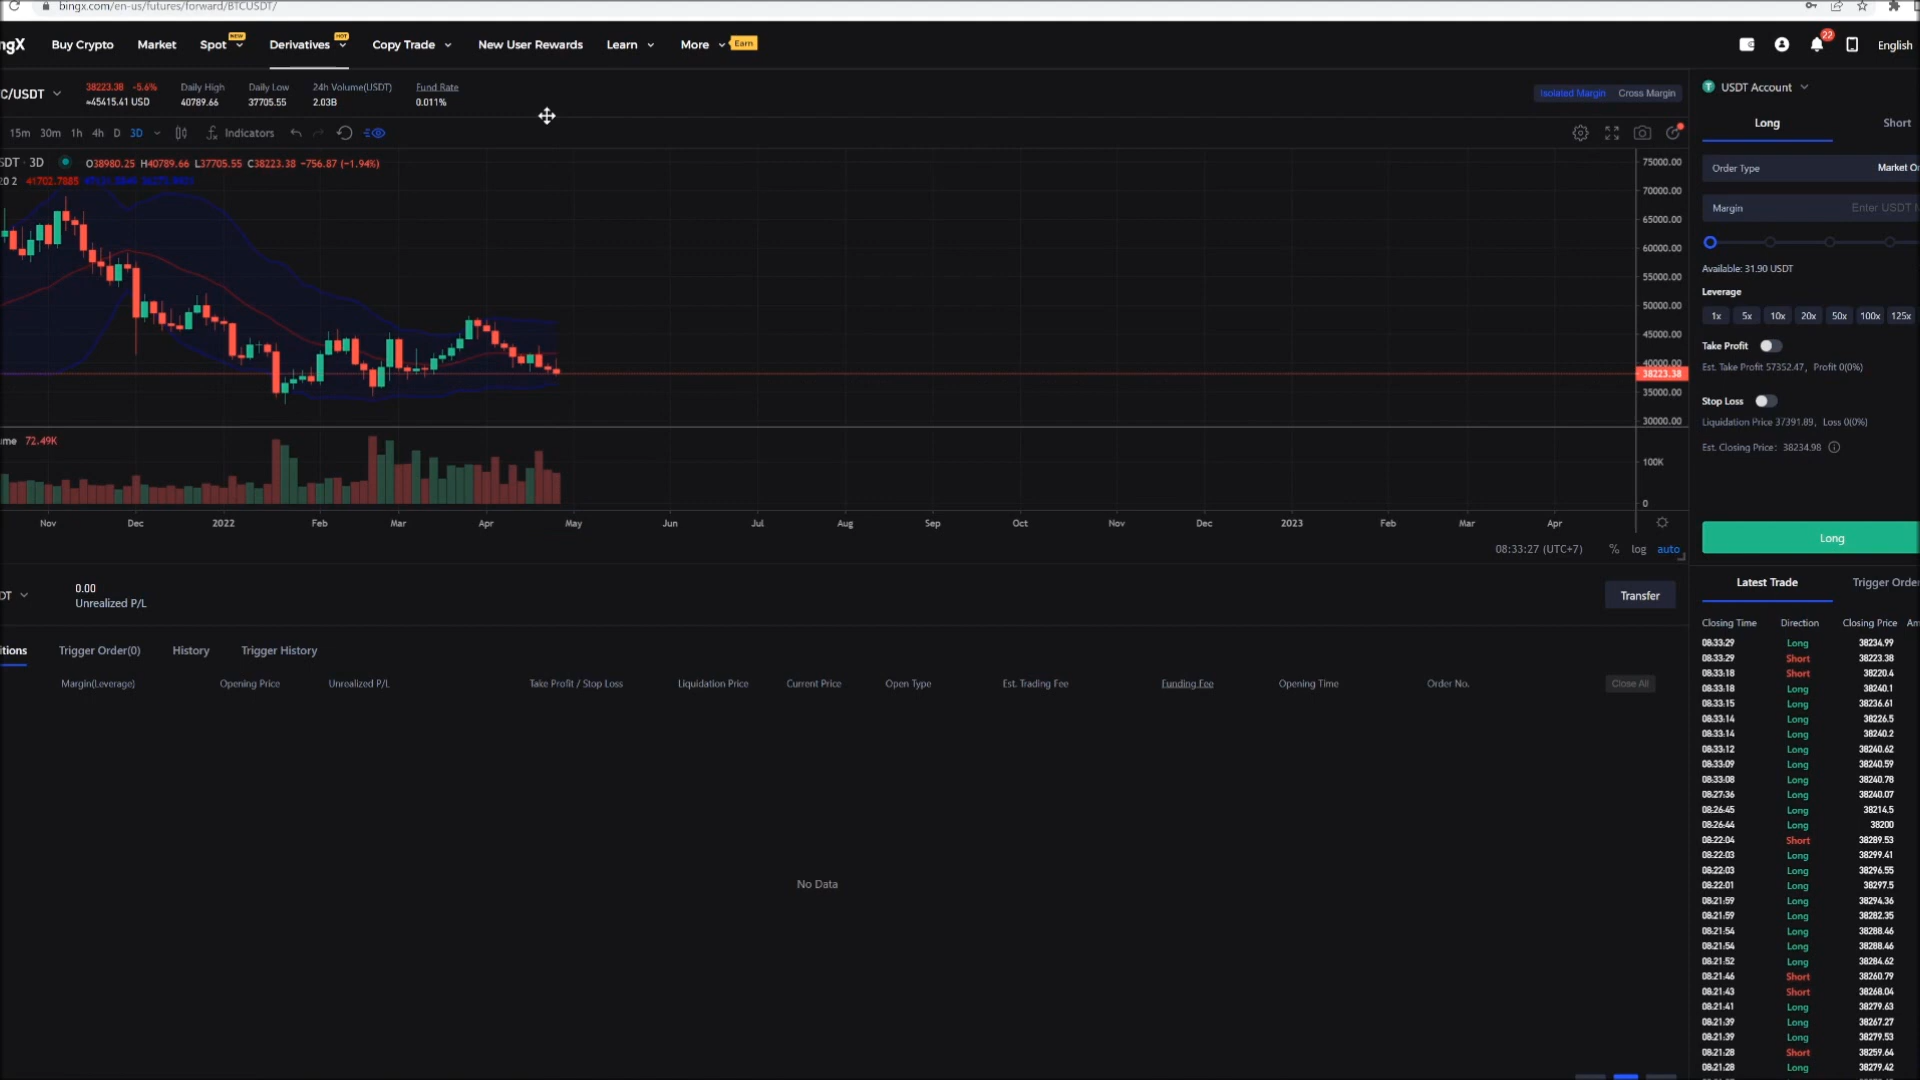 bingx.com/en-us/futures/forward/BTCUSDT/
ngX Buy Crypto Market Spot NEW Derivatives HOT Copy Trade New User Rewards Learn More Earn 22 English
C/USDT 38223.38 -5.6% ≈45415.41 USD
Daily High 40789.66
Daily Low 37705.55
24h Volume(USDT) 2.03B
Fund Rate 0.011%
Isolated Margin Cross Margin
15m 30m 1h 4h D 3D Indicators
SDT · 3D O38980.25 H40789.66 L37705.55 C38223.38 −756.87 (−1.94%)
20 2 41702.7885
75000.00
70000.00
65000.00
60000.00
55000.00
50000.00
45000.00
40000.00
38223.38
35000.00
30000.00
ume 72.49K
100K
0
Nov Dec 2022 Feb Mar Apr May Jun Jul Aug Sep Oct Nov Dec 2023 Feb Mar Apr
08:33:27 (UTC+7) % log auto
DT 0.00
Unrealized P/L
Transfer
itions Trigger Order(0) History Trigger History
Margin(Leverage) Opening Price Unrealized P/L Take Profit / Stop Loss Liquidation Price Current Price Open Type Est. Trading Fee Funding Fee Opening Time Order No. Close All
No Data
USDT Account
Long Short
Order Type Market O
Margin Enter USDT M
Available: 31.90 USDT
Leverage
1x 5x 10x 20x 50x 100x 125x
Take Profit
Est. Take Profit 57352.47, Profit 0(0%)
Stop Loss
Liquidation Price 37391.89, Loss 0(0%)
Est. Closing Price: 38234.98
Long
Latest Trade Trigger Order
Closing Time Direction Closing Price Am
08:33:29 Long 38234.99
08:33:29 Short 38223.38
08:33:18 Short 38220.4
08:33:18 Long 38240.1
08:33:15 Long 38236.61
08:33:14 Long 38226.5
08:33:14 Long 38240.2
08:33:12 Long 38240.62
08:33:09 Long 38240.59
08:33:08 Long 38240.78
08:27:36 Long 38240.07
08:26:45 Long 38214.5
08:26:44 Long 38200
08:22:04 Short 38289.53
08:22:03 Long 38299.41
08:22:03 Long 38296.55
08:22:01 Long 38297.5
08:21:59 Long 38294.36
08:21:59 Long 38282.35
08:21:54 Long 38288.46
08:21:54 Long 38288.46
08:21:52 Long 38284.62
08:21:46 Short 38260.79
08:21:43 Short 38268.04
08:21:41 Long 38279.63
08:21:39 Long 38267.27
08:21:39 Long 38279.53
08:21:28 Short 38259.64
08:21:28 Long 38279.42